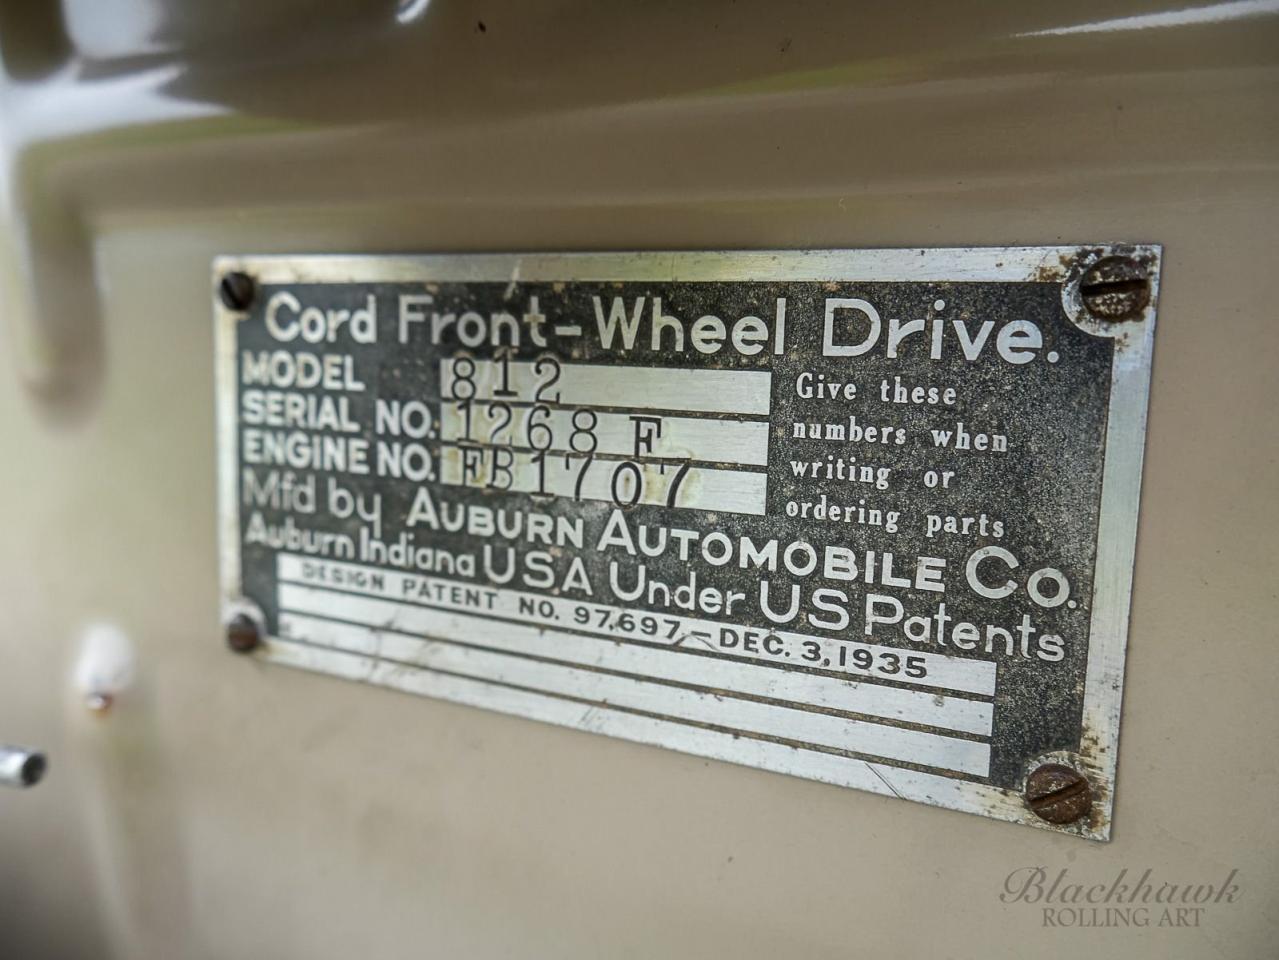 Cord Front-Wheel Drive.
MODEL 812
SERIAL NO. 1268 F
ENGINE NO. FB1707
Give these
numbers when
writing or
ordering parts
Mfd by AUBURN AUTOMOBILE CO.
Auburn Indiana USA Under US Patents
DESIGN PATENT NO. 97,697-DEC. 3, 1935
Blackhawk
ROLLING ART